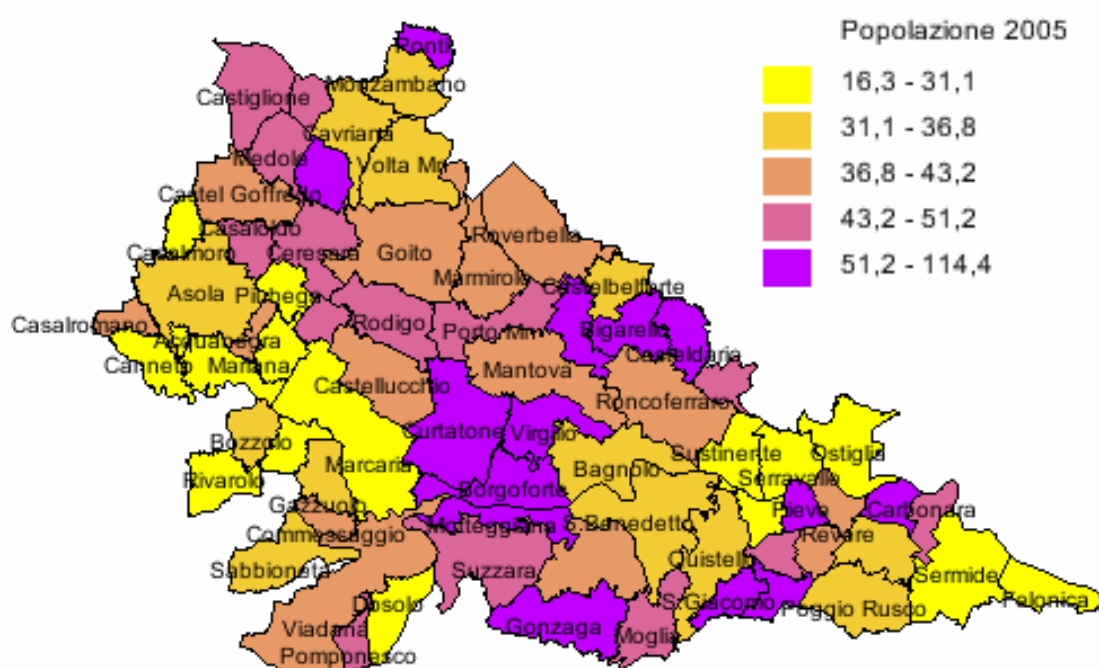 Popolazione 2005
16,3 - 31,1
31,1 - 36,8
36,8 - 43,2
43,2 - 51,2
51,2 - 114,4
Ponti
Monzambano
Castiglione
Cavriana
Medole
Volta Mn
Castel Goffredo
Casaloldo
Roverbella
Casalmoro
Ceresara
Goito
Marmirolo
Asola
Piubega
Castelbelforte
Casalromano
Rodigo
Porto Mn
Bigarello
Acquanegra
Casteldario
Canneto
Mariana
Mantova
Castellucchio
Roncoferraro
Curtatone
Virgilio
Bozzolo
Sustinente
Ostiglia
Marcaria
Bagnolo
Serravalle
Rivarolo
Borgoforte
Gazzuolo
Pieve
Carbonara
Commessaggio
Motteggiana
S.Benedetto
Revere
Quistello
Sabbioneta
Suzzara
Sermide
Dosolo
S.Giacomo
Poggio Rusco
Felonica
Viadana
Gonzaga
Moglia
Pomponesco